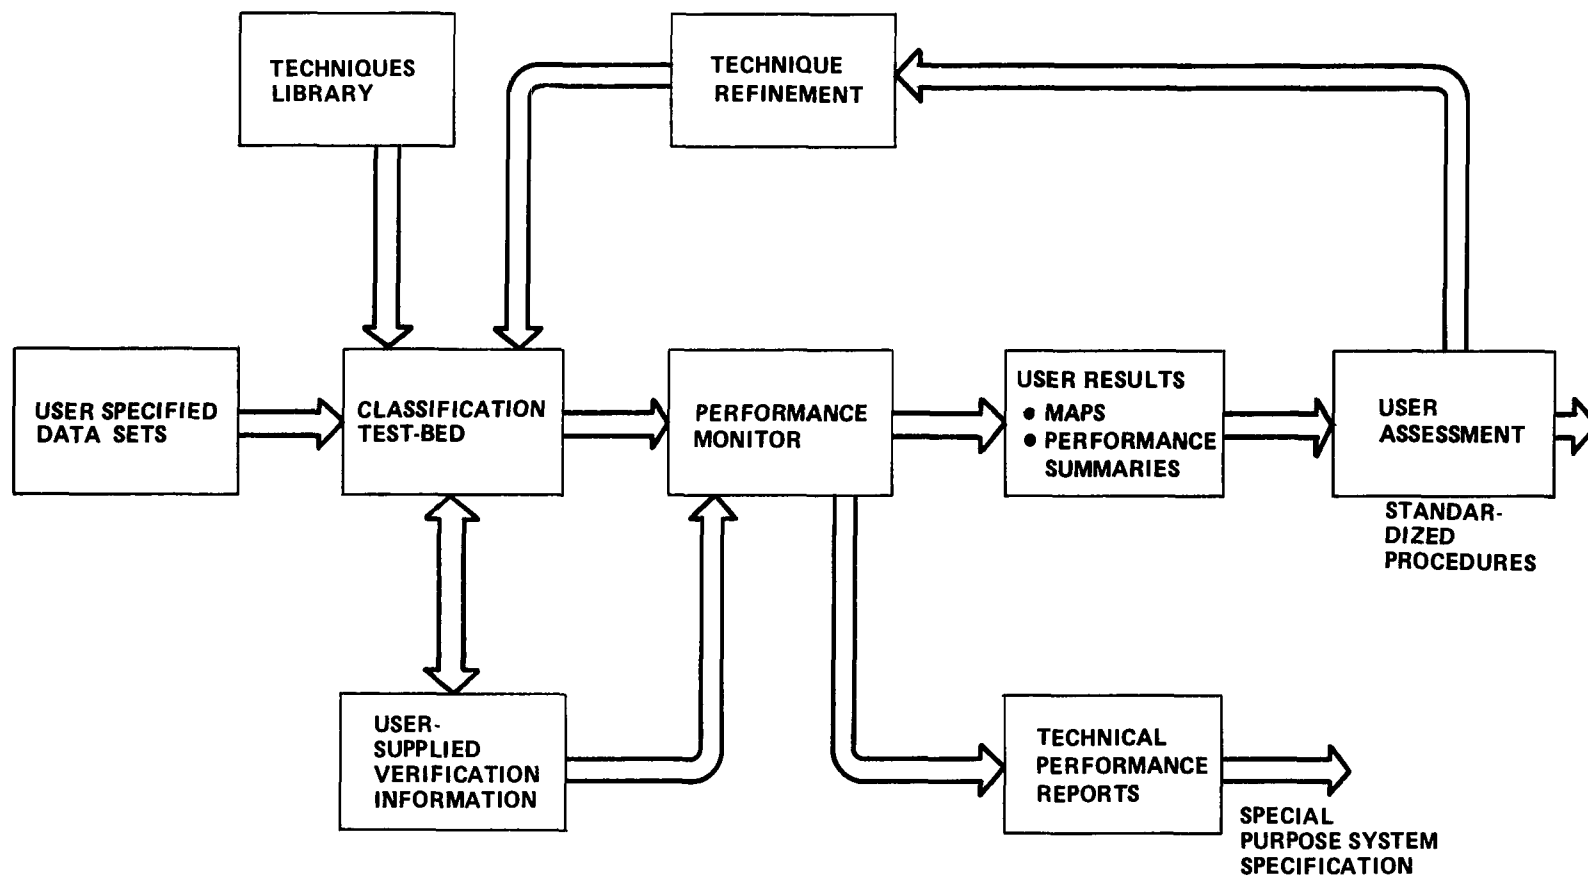 TECHNIQUES
LIBRARY
TECHNIQUE
REFINEMENT
USER SPECIFIED
DATA SETS
CLASSIFICATION
TEST-BED
PERFORMANCE
MONITOR
USER RESULTS
● MAPS
● PERFORMANCE
SUMMARIES
USER
ASSESSMENT
STANDAR-
DIZED
PROCEDURES
USER-
SUPPLIED
VERIFICATION
INFORMATION
TECHNICAL
PERFORMANCE
REPORTS
SPECIAL
PURPOSE SYSTEM
SPECIFICATION